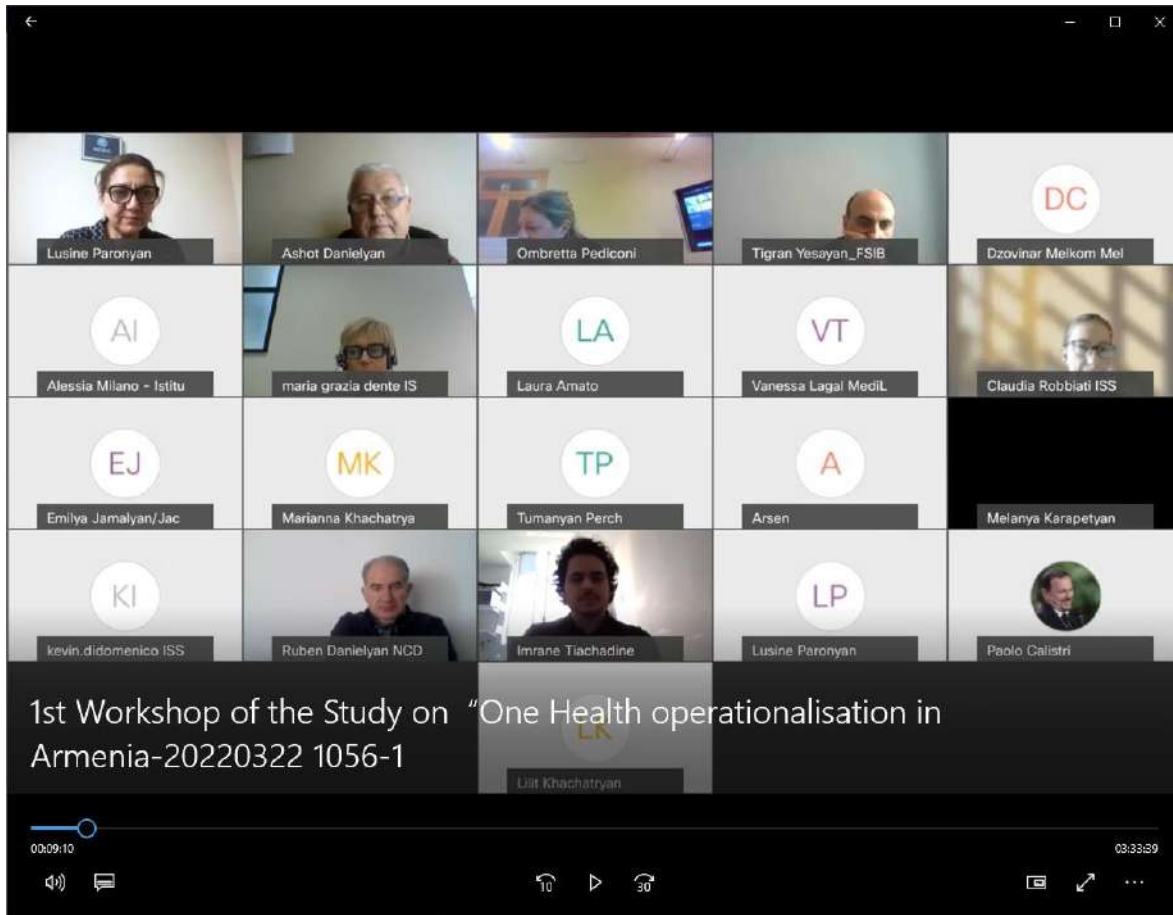 Lusine Paronyan
Ashot Danielyan
Ombretta Pediconi
Tigran Yesayan_FSIB
DC
Dzovinar Melkom Mel
AI
Alessia Milano - Istitu
maria grazia dente IS
LA
Laura Amato
VT
Vanessa Lagal MediL
Claudia Robbiati ISS
EJ
Emilya Jamalyan/Jac
MK
Marianna Khachatrya
TP
Tumanyan Perch
A
Arsen
Melanya Karapetyan
KI
kevin.didomenico ISS
Ruben Danielyan NCD
Imrane Tiachadine
LP
Lusine Paronyan
Paolo Calistri
1st Workshop of the Study on “One Health operationalisation in
Armenia-20220322 1056-1
LK
Lilit Khachatryan
00:09:10
03:33:39
10
30